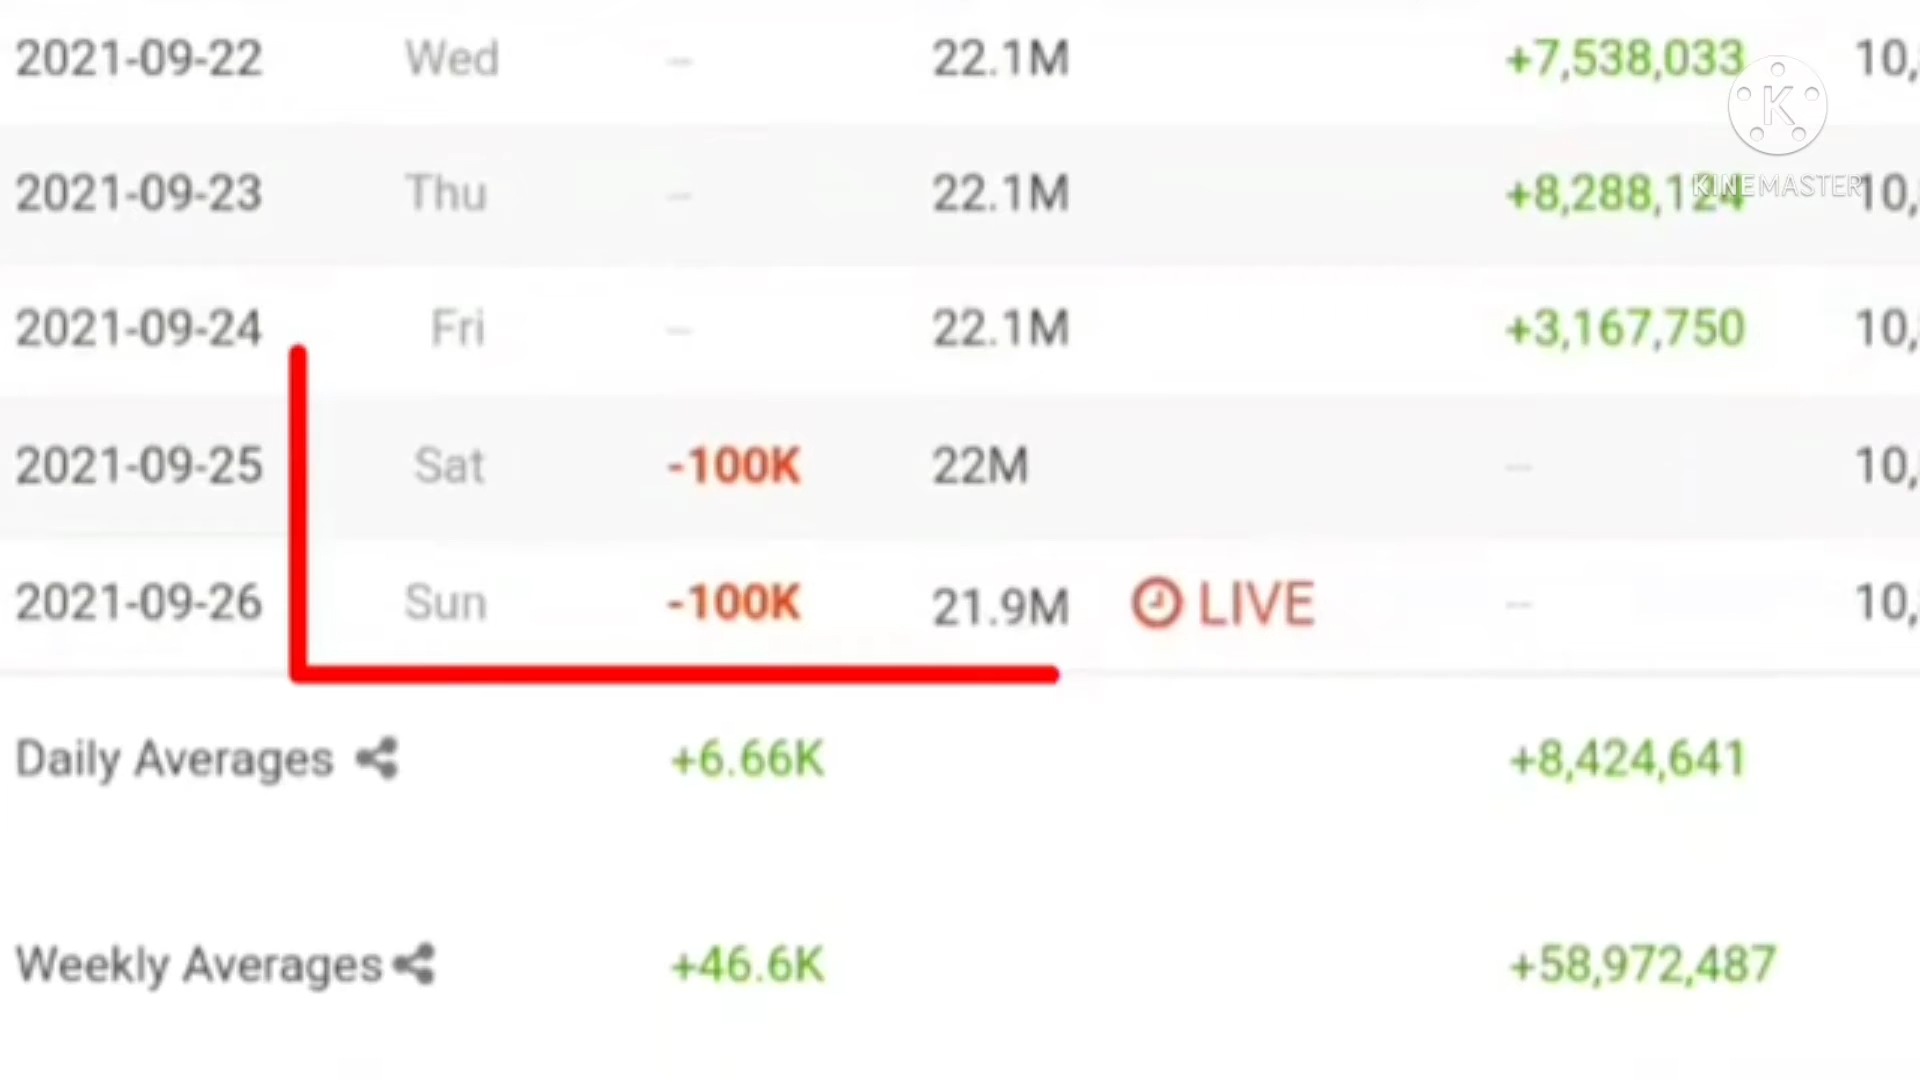 2021-09-22 Wed -- 22.1M +7,538,033 10,
K
2021-09-23 Thu -- 22.1M +8,288,124 10,
KINEMASTER
2021-09-24 Fri -- 22.1M +3,167,750 10,
2021-09-25 Sat -100K 22M -- 10,
2021-09-26 Sun -100K 21.9M LIVE -- 10,
Daily Averages +6.66K +8,424,641
Weekly Averages +46.6K +58,972,487